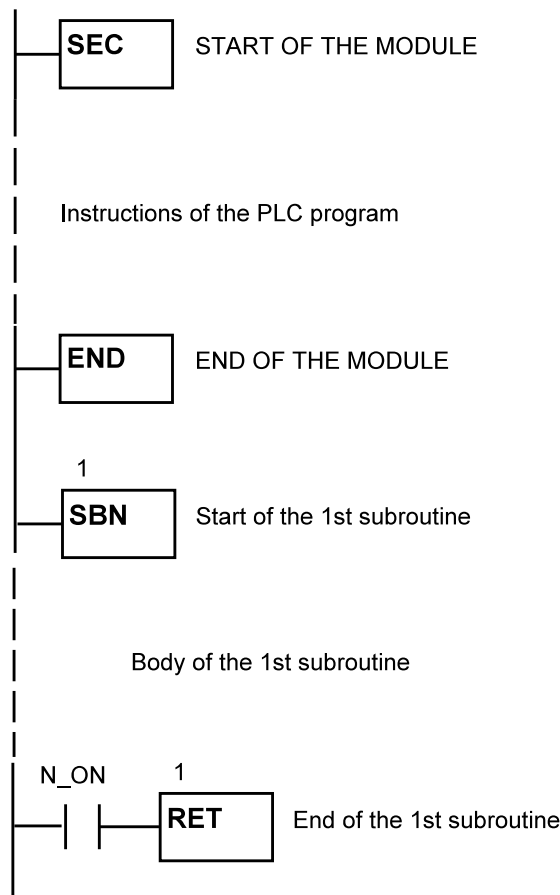 SEC START OF THE MODULE
Instructions of the PLC program
END END OF THE MODULE
1
SBN Start of the 1st subroutine
Body of the 1st subroutine
N_ON 1
RET End of the 1st subroutine